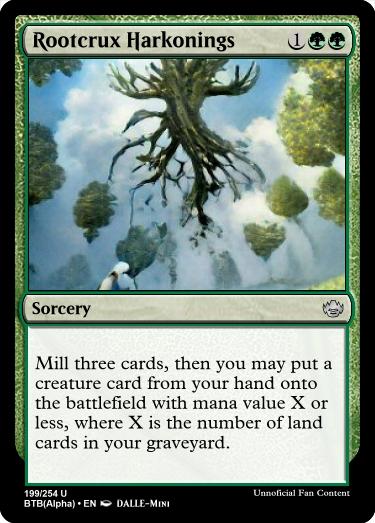 Rootcrux Harkonings 1
Sorcery
Mill three cards, then you may put a
creature card from your hand onto
the battlefield with mana value X or
less, where X is the number of land
cards in your graveyard.
199/254 U
Unofficial Fan Content
BTB(Alpha) • EN DALLE-Mini